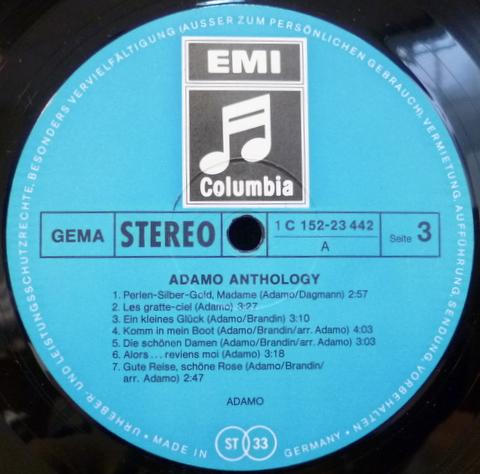 EMI
Columbia
GEMA STEREO 1 C 152-23 442 A Seite 3
ADAMO ANTHOLOGY
1. Perlen-Silber-Gold, Madame (Adamo/Dagmann) 2:57
2. Les gratte-ciel (Adamo) 3:27
3. Ein kleines Glück (Adamo/Brandin) 3:10
4. Komm in mein Boot (Adamo/Brandin/arr. Adamo) 4:03
5. Die schönen Damen (Adamo/Brandin/arr. Adamo) 3:03
6. Alors... reviens moi (Adamo) 3:18
7. Gute Reise, schöne Rose (Adamo/Brandin/
arr. Adamo) 2:47
ADAMO
ST 33
URHEBER- UND LEISTUNGSSCHUTZRECHTE, BESONDERS VERVIELFÄLTIGUNG (AUSSER ZUM PERSÖNLICHEN GEBRAUCH), VERMIETUNG, AUFFÜHRUNG, SENDUNG, VORBEHALTEN • MADE IN GERMANY •